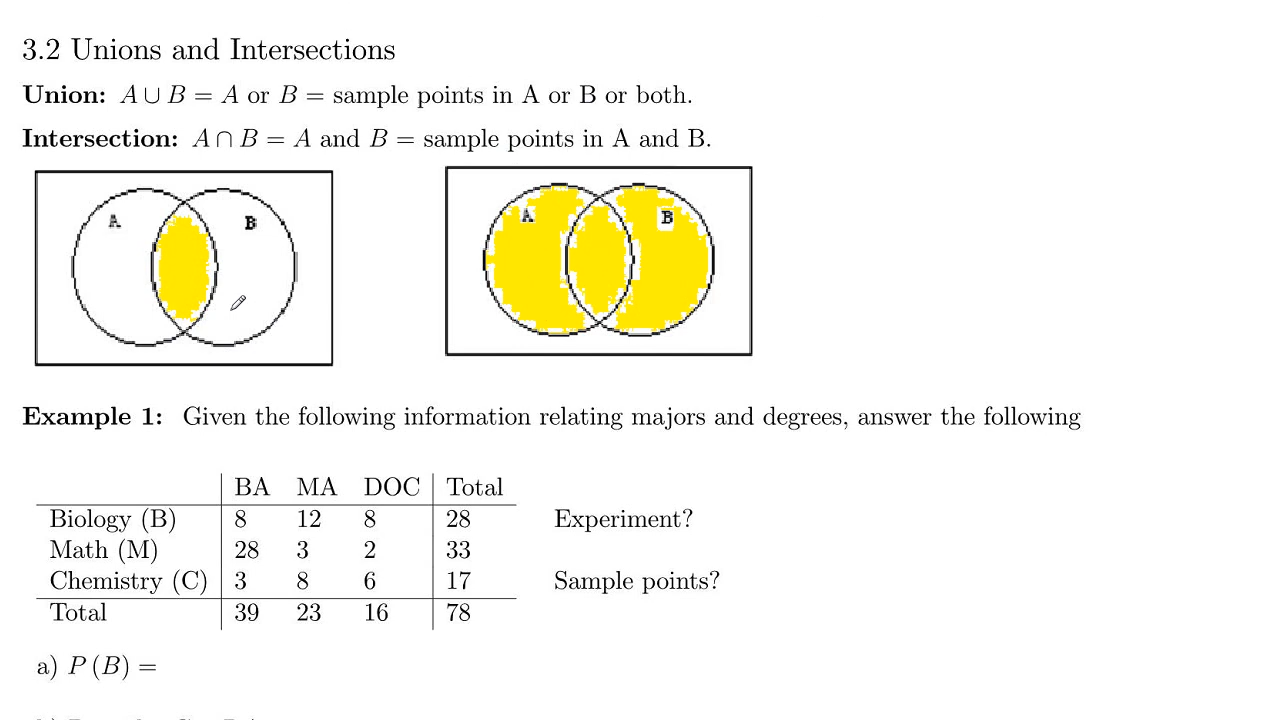 3.2 Unions and Intersections
Union: A ∪ B = A or B = sample points in A or B or both.
Intersection: A ∩ B = A and B = sample points in A and B.
A B
A B
Example 1: Given the following information relating majors and degrees, answer the following
BA MA DOC Total
Biology (B) 8 12 8 28 Experiment?
Math (M) 28 3 2 33
Chemistry (C) 3 8 6 17 Sample points?
Total 39 23 16 78
a) P (B) =